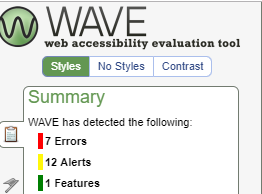 WAVE
web accessibility evaluation tool
Styles No Styles Contrast
Summary
WAVE has detected the following:
7 Errors
12 Alerts
1 Features